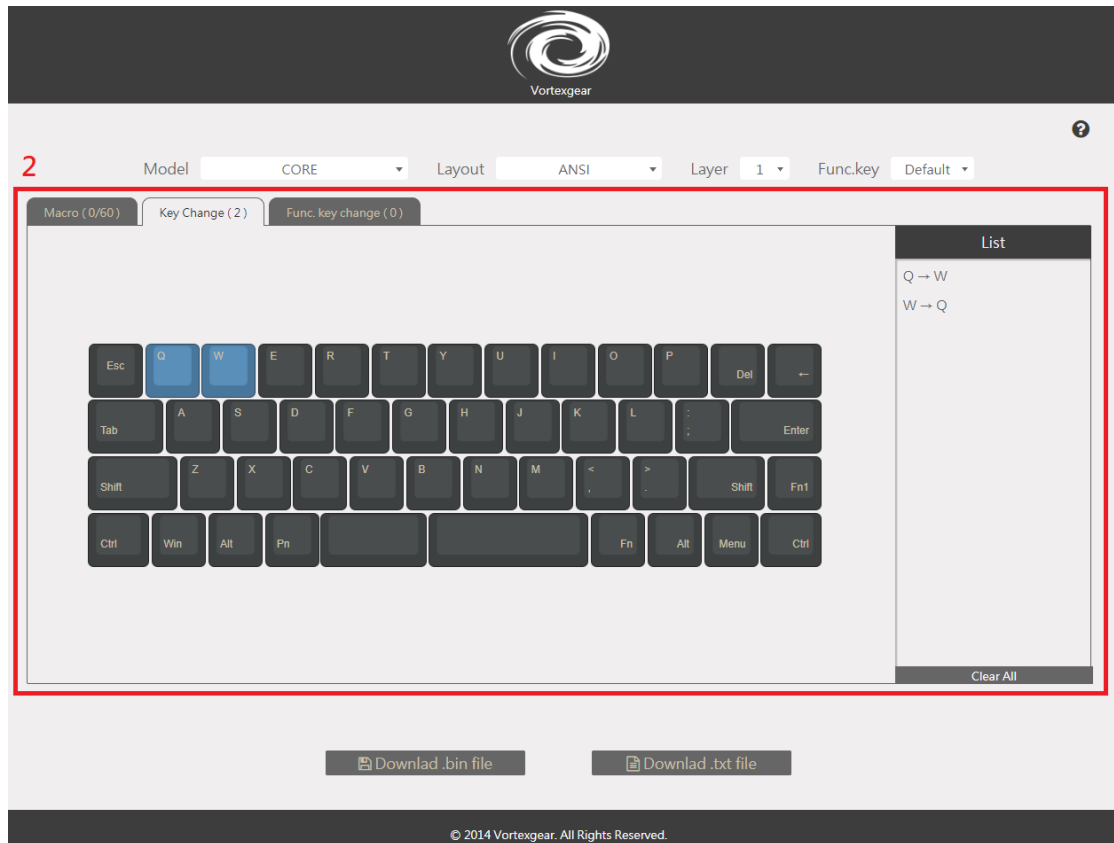 Vortexgear
2 Model CORE Layout ANSI Layer 1 Func.key Default
Macro ( 0/60 ) Key Change ( 2 ) Func. key change ( 0 )
List
Q → W
W → Q
Esc Q W E R T Y U I O P Del ←
Tab A S D F G H J K L : ; Enter
Shift Z X C V B N M < , > . Shift Fn1
Ctrl Win Alt Pn Fn Alt Menu Ctrl
Clear All
Downlad .bin file Downlad .txt file
© 2014 Vortexgear. All Rights Reserved.